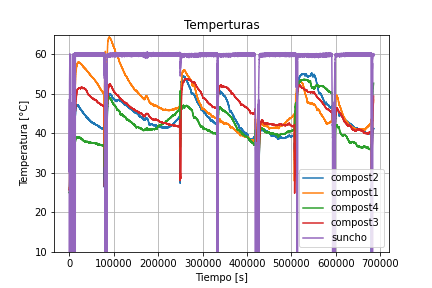 Temperturas
Temperatura [°C]
60
50
40
30
20
10
0
100000
200000
300000
400000
500000
600000
700000
Tiempo [s]
compost2
compost1
compost4
compost3
suncho